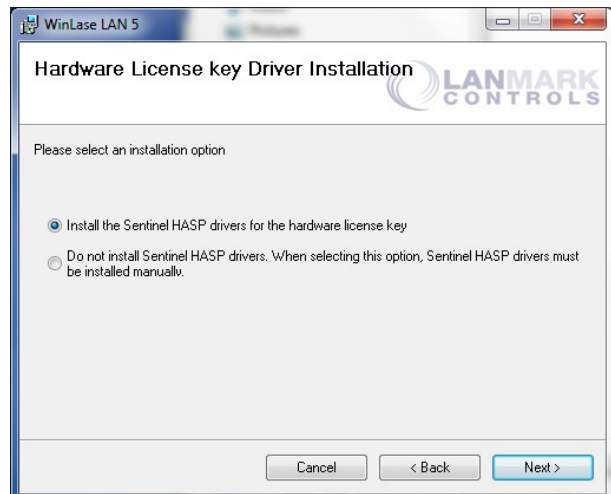 WinLase LAN 5
Hardware License key Driver Installation
LANMARK
CONTROLS
Please select an installation option
Install the Sentinel HASP drivers for the hardware license key
Do not install Sentinel HASP drivers. When selecting this option, Sentinel HASP drivers must
be installed manually.
Cancel
< Back
Next >